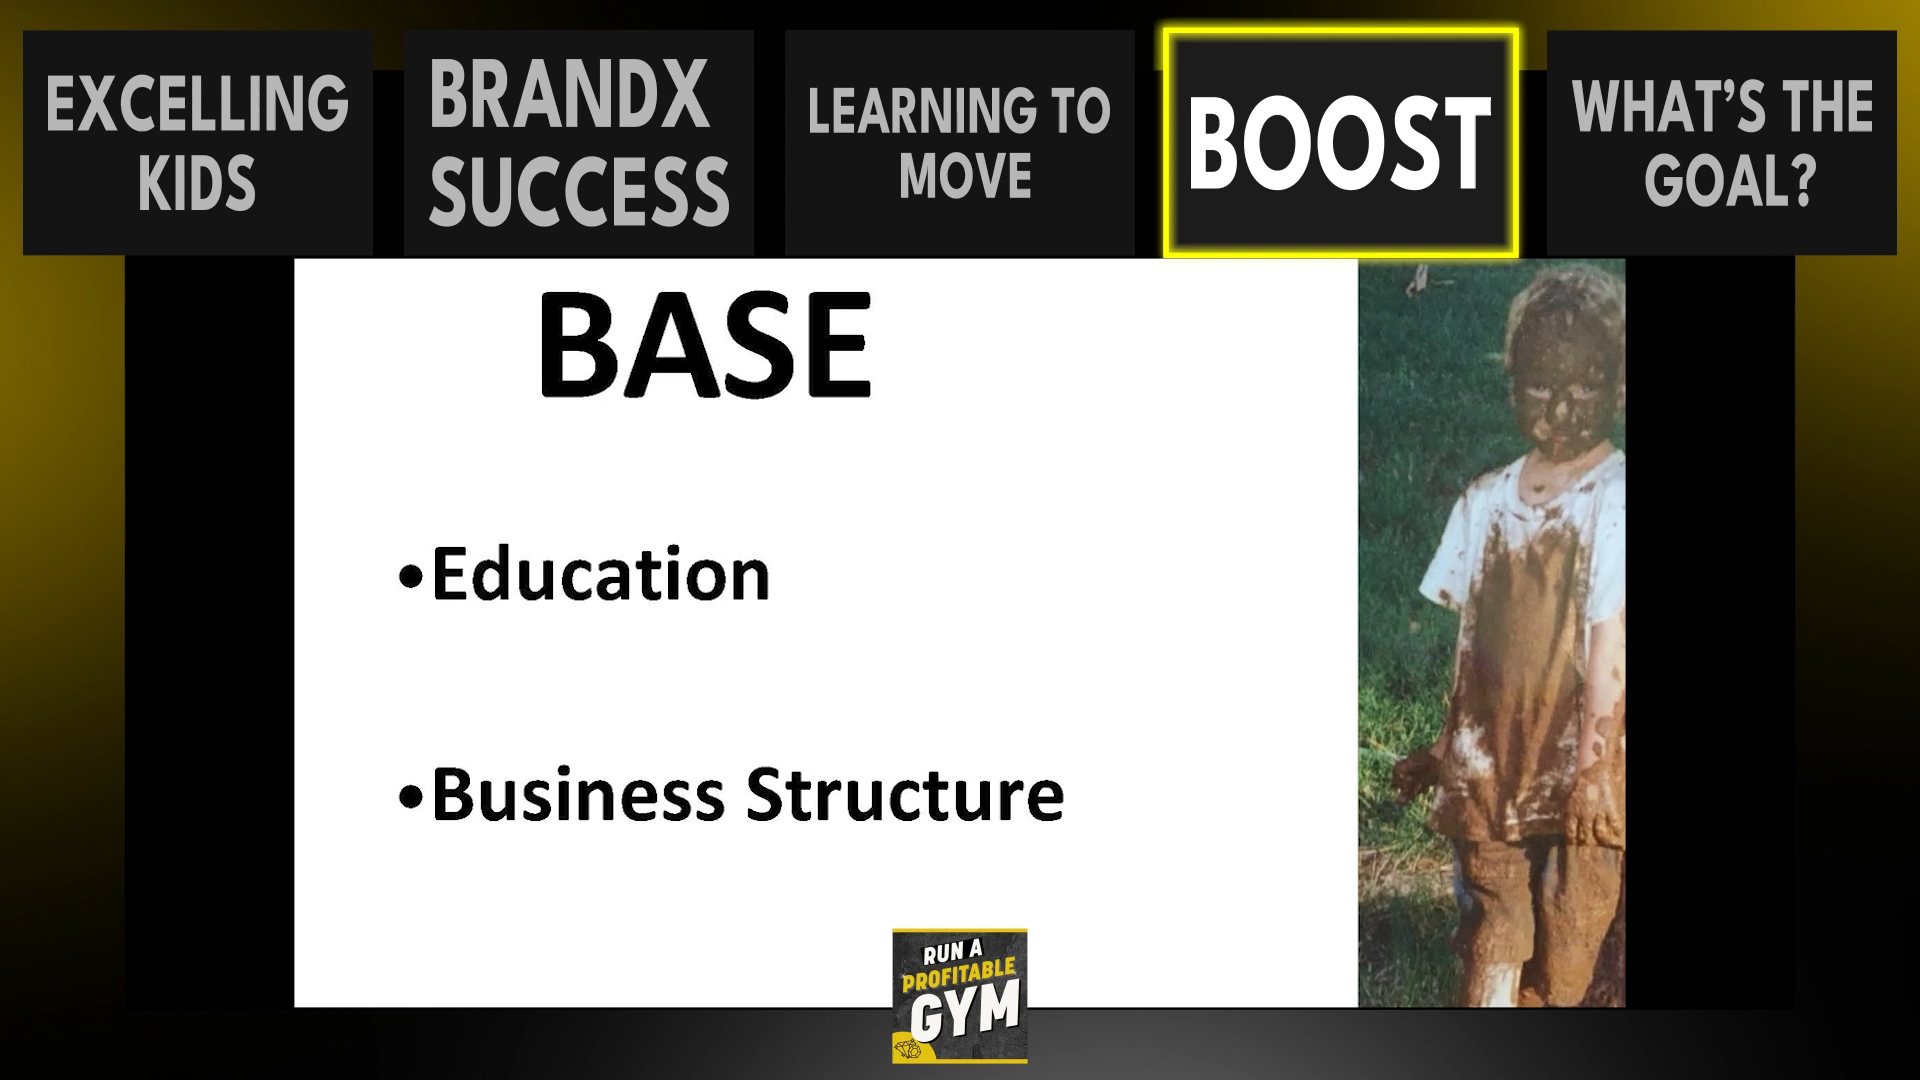 EXCELLING
KIDS
BRANDX
SUCCESS
LEARNING TO
MOVE
BOOST
WHAT'S THE
GOAL?
BASE
•Education
•Business Structure
RUN A
PROFITABLE
GYM